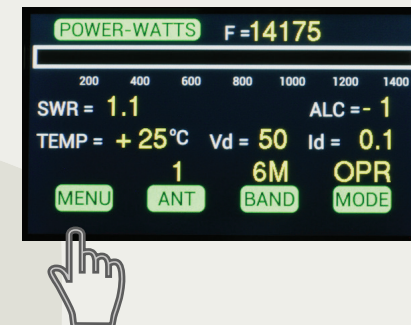 POWER-WATTS F =14175
200 400 600 800 1000 1200 1400
SWR = 1.1 ALC =- 1
TEMP = + 25°C Vd = 50 Id = 0.1
1 6M OPR
MENU ANT BAND MODE